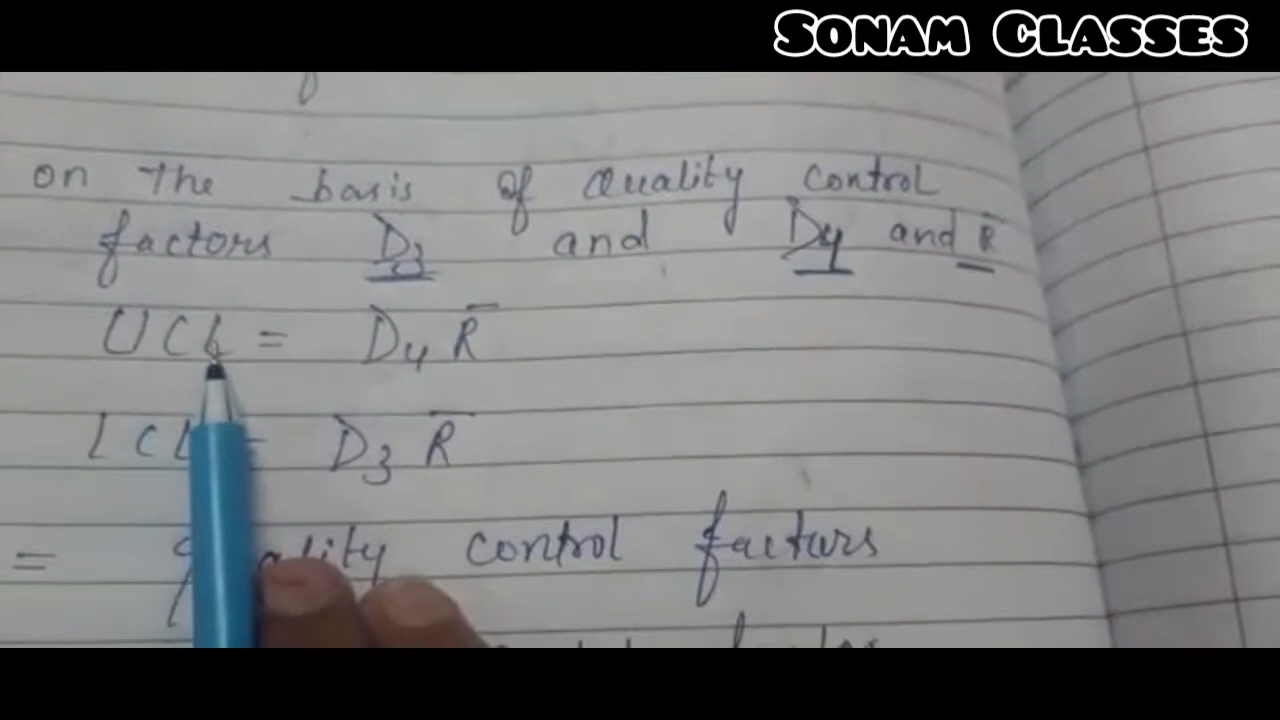 SONAM CLASSES
on the basis of quality control
factors D3 and D4 and R̄
UCL = D4 R̄
LCL = D3 R̄
= quality control factors